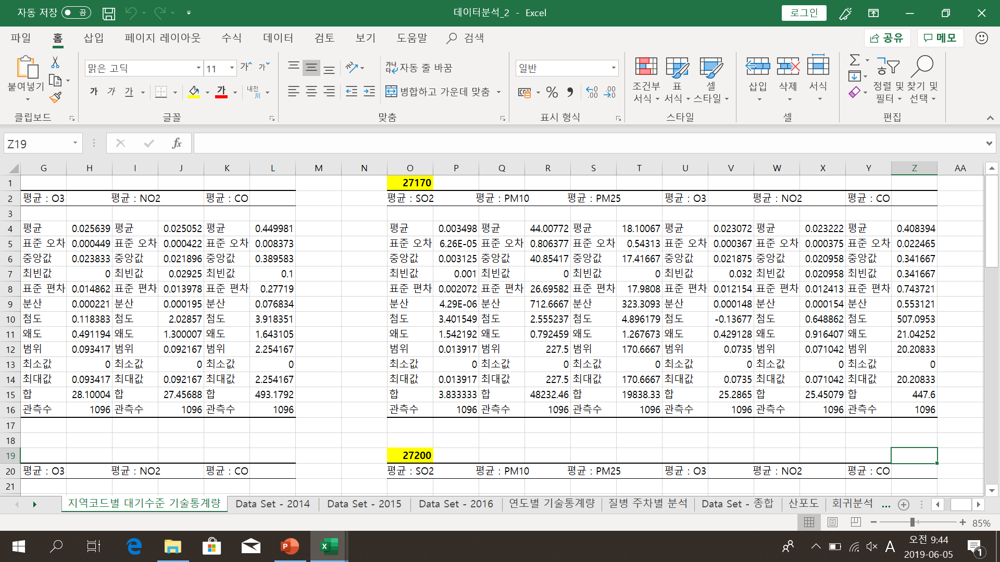 자동 저장 끔 데이터분석_2 - Excel 로그인
파일 홈 삽입 페이지 레이아웃 수식 데이터 검토 보기 도움말 검색 공유 메모
붙여넣기 맑은 고딕 11 가 가 자동 줄 바꿈 일반 조건부 서식 표 서식 셀 스타일 삽입 삭제 서식 정렬 및 필터 찾기 및 선택
가 가 가 가 내천 병합하고 가운데 맞춤 % .00 .00
클립보드 글꼴 맞춤 표시 형식 스타일 셀 편집
Z19 fx
G H I J K L M N O P Q R S T U V W X Y Z AA
1 27170
2 평균 : O3 평균 : NO2 평균 : CO 평균 : SO2 평균 : PM10 평균 : PM25 평균 : O3 평균 : NO2 평균 : CO
3
4 평균 0.025639 평균 0.025052 평균 0.449981 평균 0.003498 평균 44.00772 평균 18.10067 평균 0.023072 평균 0.023222 평균 0.408394
5 표준 오차 0.000449 표준 오차 0.000422 표준 오차 0.008373 표준 오차 6.26E-05 표준 오차 0.806377 표준 오차 0.54313 표준 오차 0.000367 표준 오차 0.000375 표준 오차 0.022465
6 중앙값 0.023833 중앙값 0.021896 중앙값 0.389583 중앙값 0.003125 중앙값 40.85417 중앙값 17.41667 중앙값 0.021875 중앙값 0.020958 중앙값 0.341667
7 최빈값 0 최빈값 0.02925 최빈값 0.1 최빈값 0.001 최빈값 0 최빈값 0 최빈값 0.032 최빈값 0.020958 최빈값 0.341667
8 표준 편차 0.014862 표준 편차 0.013978 표준 편차 0.27719 표준 편차 0.002072 표준 편차 26.69582 표준 편차 17.9808 표준 편차 0.012154 표준 편차 0.012413 표준 편차 0.743721
9 분산 0.000221 분산 0.000195 분산 0.076834 분산 4.29E-06 분산 712.6667 분산 323.3093 분산 0.000148 분산 0.000154 분산 0.553121
10 첨도 0.118383 첨도 2.02857 첨도 3.918351 첨도 3.401549 첨도 2.555237 첨도 4.896179 첨도 -0.13677 첨도 0.648862 첨도 507.0953
11 왜도 0.491194 왜도 1.300007 왜도 1.643105 왜도 1.542192 왜도 0.792459 왜도 1.267673 왜도 0.429128 왜도 0.916407 왜도 21.04252
12 범위 0.093417 범위 0.092167 범위 2.254167 범위 0.013917 범위 227.5 범위 170.6667 범위 0.0735 범위 0.071042 범위 20.20833
13 최소값 0 최소값 0 최소값 0 최소값 0 최소값 0 최소값 0 최소값 0 최소값 0 최소값 0
14 최대값 0.093417 최대값 0.092167 최대값 2.254167 최대값 0.013917 최대값 227.5 최대값 170.6667 최대값 0.0735 최대값 0.071042 최대값 20.20833
15 합 28.10004 합 27.45688 합 493.1792 합 3.833333 합 48232.46 합 19838.33 합 25.2865 합 25.45079 합 447.6
16 관측수 1096 관측수 1096 관측수 1096 관측수 1096 관측수 1096 관측수 1096 관측수 1096 관측수 1096 관측수 1096
17
18
19 27200
20 평균 : O3 평균 : NO2 평균 : CO 평균 : SO2 평균 : PM10 평균 : PM25 평균 : O3 평균 : NO2 평균 : CO
21
지역코드별 대기수준 기술통계량 Data Set - 2014 Data Set - 2015 Data Set - 2016 연도별 기술통계량 질병 주차별 분석 Data Set - 종합 산포도 회귀분석 ...
85%
A 오전 9:44
2019-06-05 1